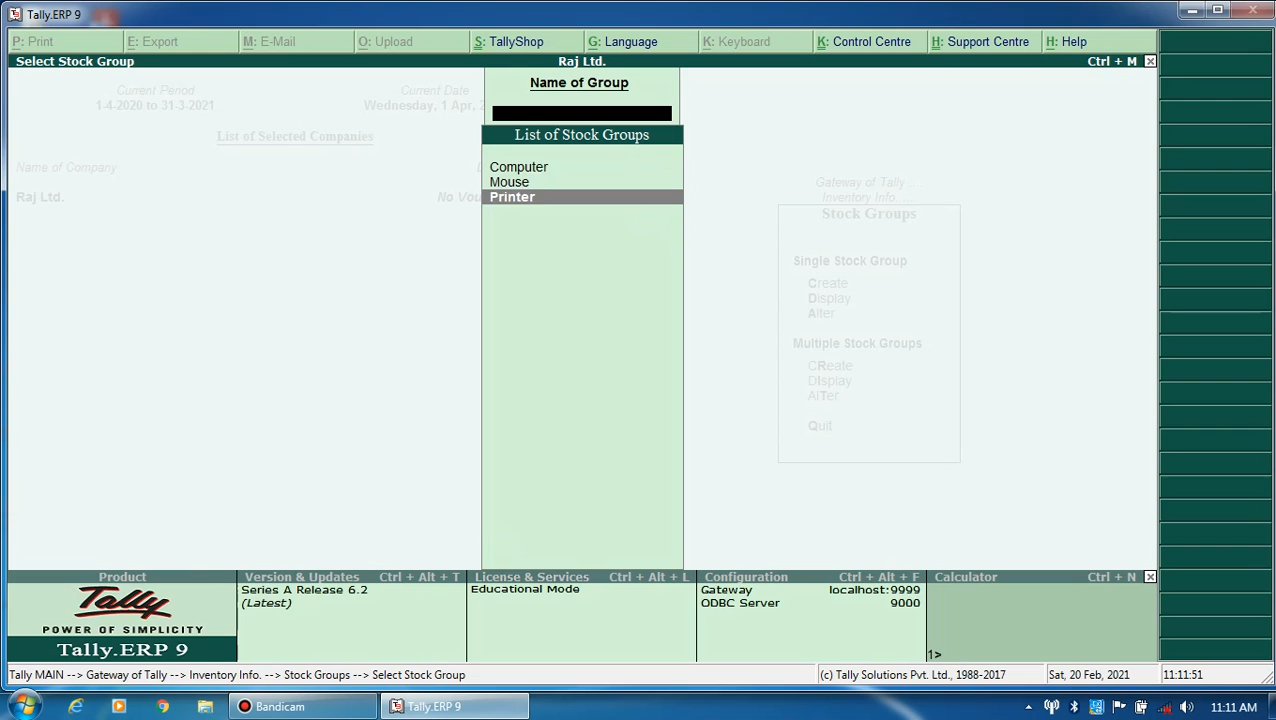 Tally.ERP 9
P: Print
E: Export
M: E-Mail
O: Upload
S: TallyShop
G: Language
K: Keyboard
K: Control Centre
H: Support Centre
H: Help
Select Stock Group
Raj Ltd.
Ctrl + M
Current Period
1-4-2020 to 31-3-2021
Current Date
Wednesday, 1 Apr, 2
List of Selected Companies
Name of Company
Raj Ltd.
No Vou
Name of Group
List of Stock Groups
Computer
Mouse
Printer
Gateway of Tally ...
Inventory Info. ...
Stock Groups
Single Stock Group
Create
Display
Alter
Multiple Stock Groups
CReate
DIsplay
AlTer
Quit
Product
Tally
POWER OF SIMPLICITY
Tally.ERP 9
Version & Updates Ctrl + Alt + T
Series A Release 6.2
(Latest)
License & Services Ctrl + Alt + L
Educational Mode
Configuration Ctrl + Alt + F
Gateway localhost:9999
ODBC Server 9000
Calculator Ctrl + N
1>
Tally MAIN --> Gateway of Tally --> Inventory Info. --> Stock Groups --> Select Stock Group
(c) Tally Solutions Pvt. Ltd., 1988-2017
Sat, 20 Feb, 2021
11:11:51
Bandicam
Tally.ERP 9
11:11 AM